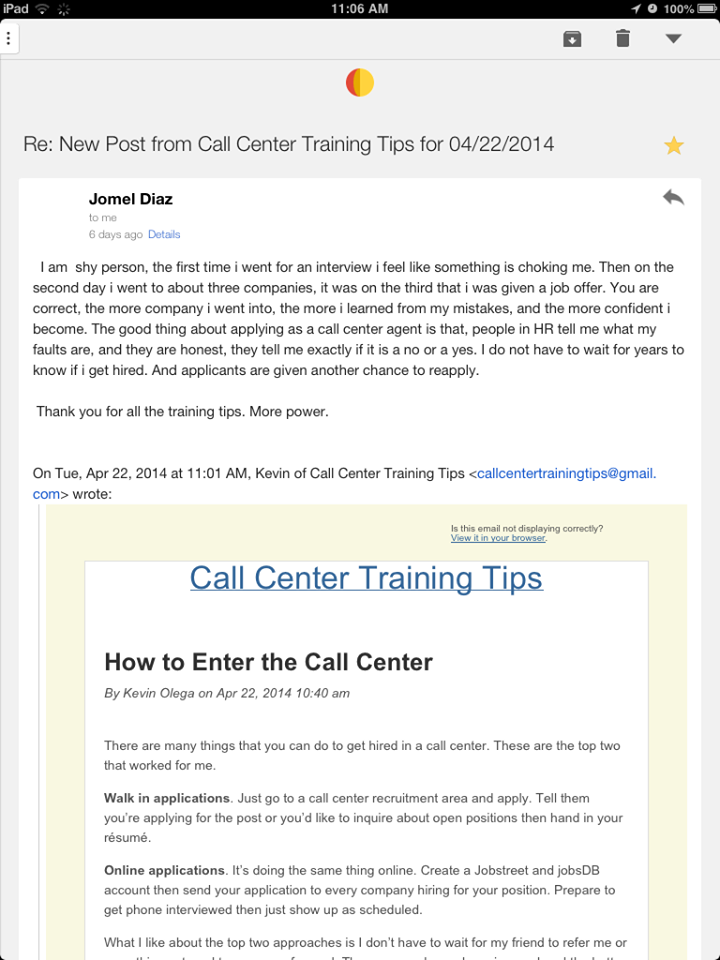 iPad 11:06 AM 100%
Re: New Post from Call Center Training Tips for 04/22/2014
Jomel Diaz
to me
6 days ago Details
I am  shy person, the first time i went for an interview i feel like something is choking me. Then on the
second day i went to about three companies, it was on the third that i was given a job offer. You are
correct, the more company i went into, the more i learned from my mistakes, and the more confident i
become. The good thing about applying as a call center agent is that, people in HR tell me what my
faults are, and they are honest, they tell me exactly if it is a no or a yes. I do not have to wait for years to
know if i get hired. And applicants are given another chance to reapply.
Thank you for all the training tips. More power.
On Tue, Apr 22, 2014 at 11:01 AM, Kevin of Call Center Training Tips <callcentertrainingtips@gmail.
com> wrote:
Is this email not displaying correctly?
View it in your browser.
Call Center Training Tips
How to Enter the Call Center
By Kevin Olega on Apr 22, 2014 10:40 am
There are many things that you can do to get hired in a call center. These are the top two
that worked for me.
Walk in applications. Just go to a call center recruitment area and apply. Tell them
you're applying for the post or you'd like to inquire about open positions then hand in your
résumé.
Online applications. It's doing the same thing online. Create a Jobstreet and jobsDB
account then send your application to every company hiring for your position. Prepare to
get phone interviewed then just show up as scheduled.
What I like about the top two approaches is I don't have to wait for my friend to refer me or